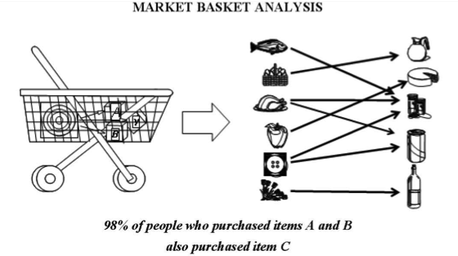 MARKET BASKET ANALYSIS
B
98% of people who purchased items A and B
also purchased item C